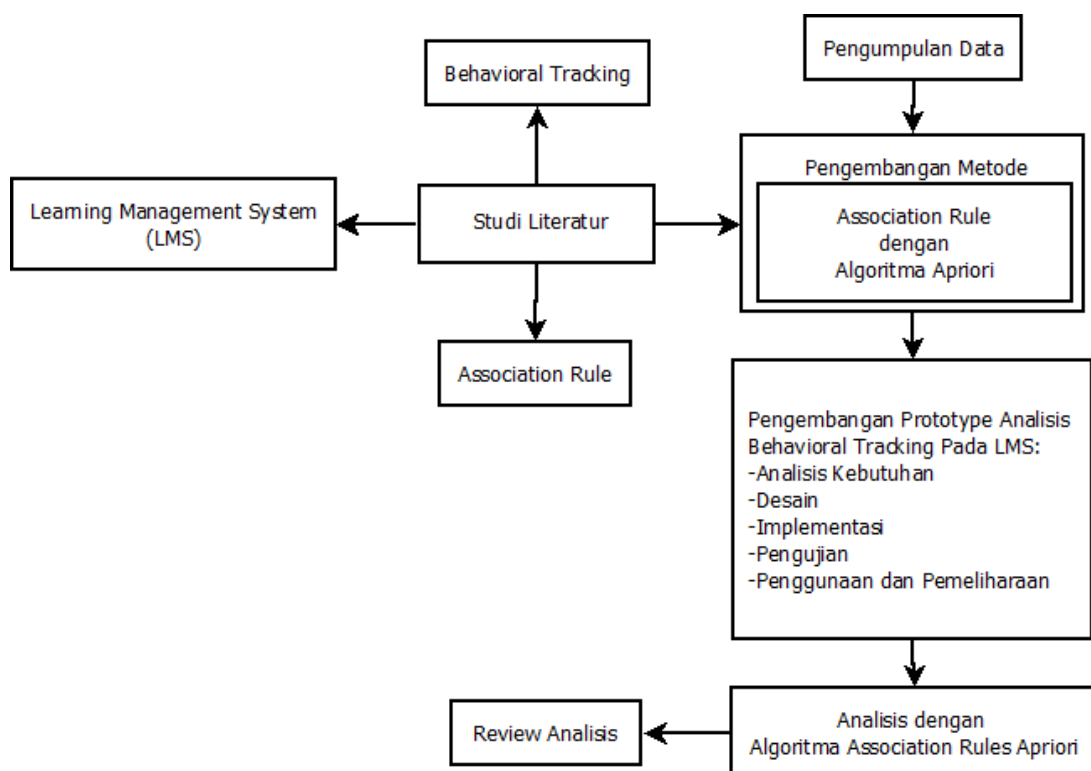 Pengumpulan Data
Behavioral Tracking
Pengembangan Metode
Learning Management System
(LMS)
Studi Literatur
Association Rule
dengan
Algoritma Apriori
Association Rule
Pengembangan Prototype Analisis
Behavioral Tracking Pada LMS:
-Analisis Kebutuhan
-Desain
-Implementasi
-Pengujian
-Penggunaan dan Pemeliharaan
Review Analisis
Analisis dengan
Algoritma Association Rules Apriori